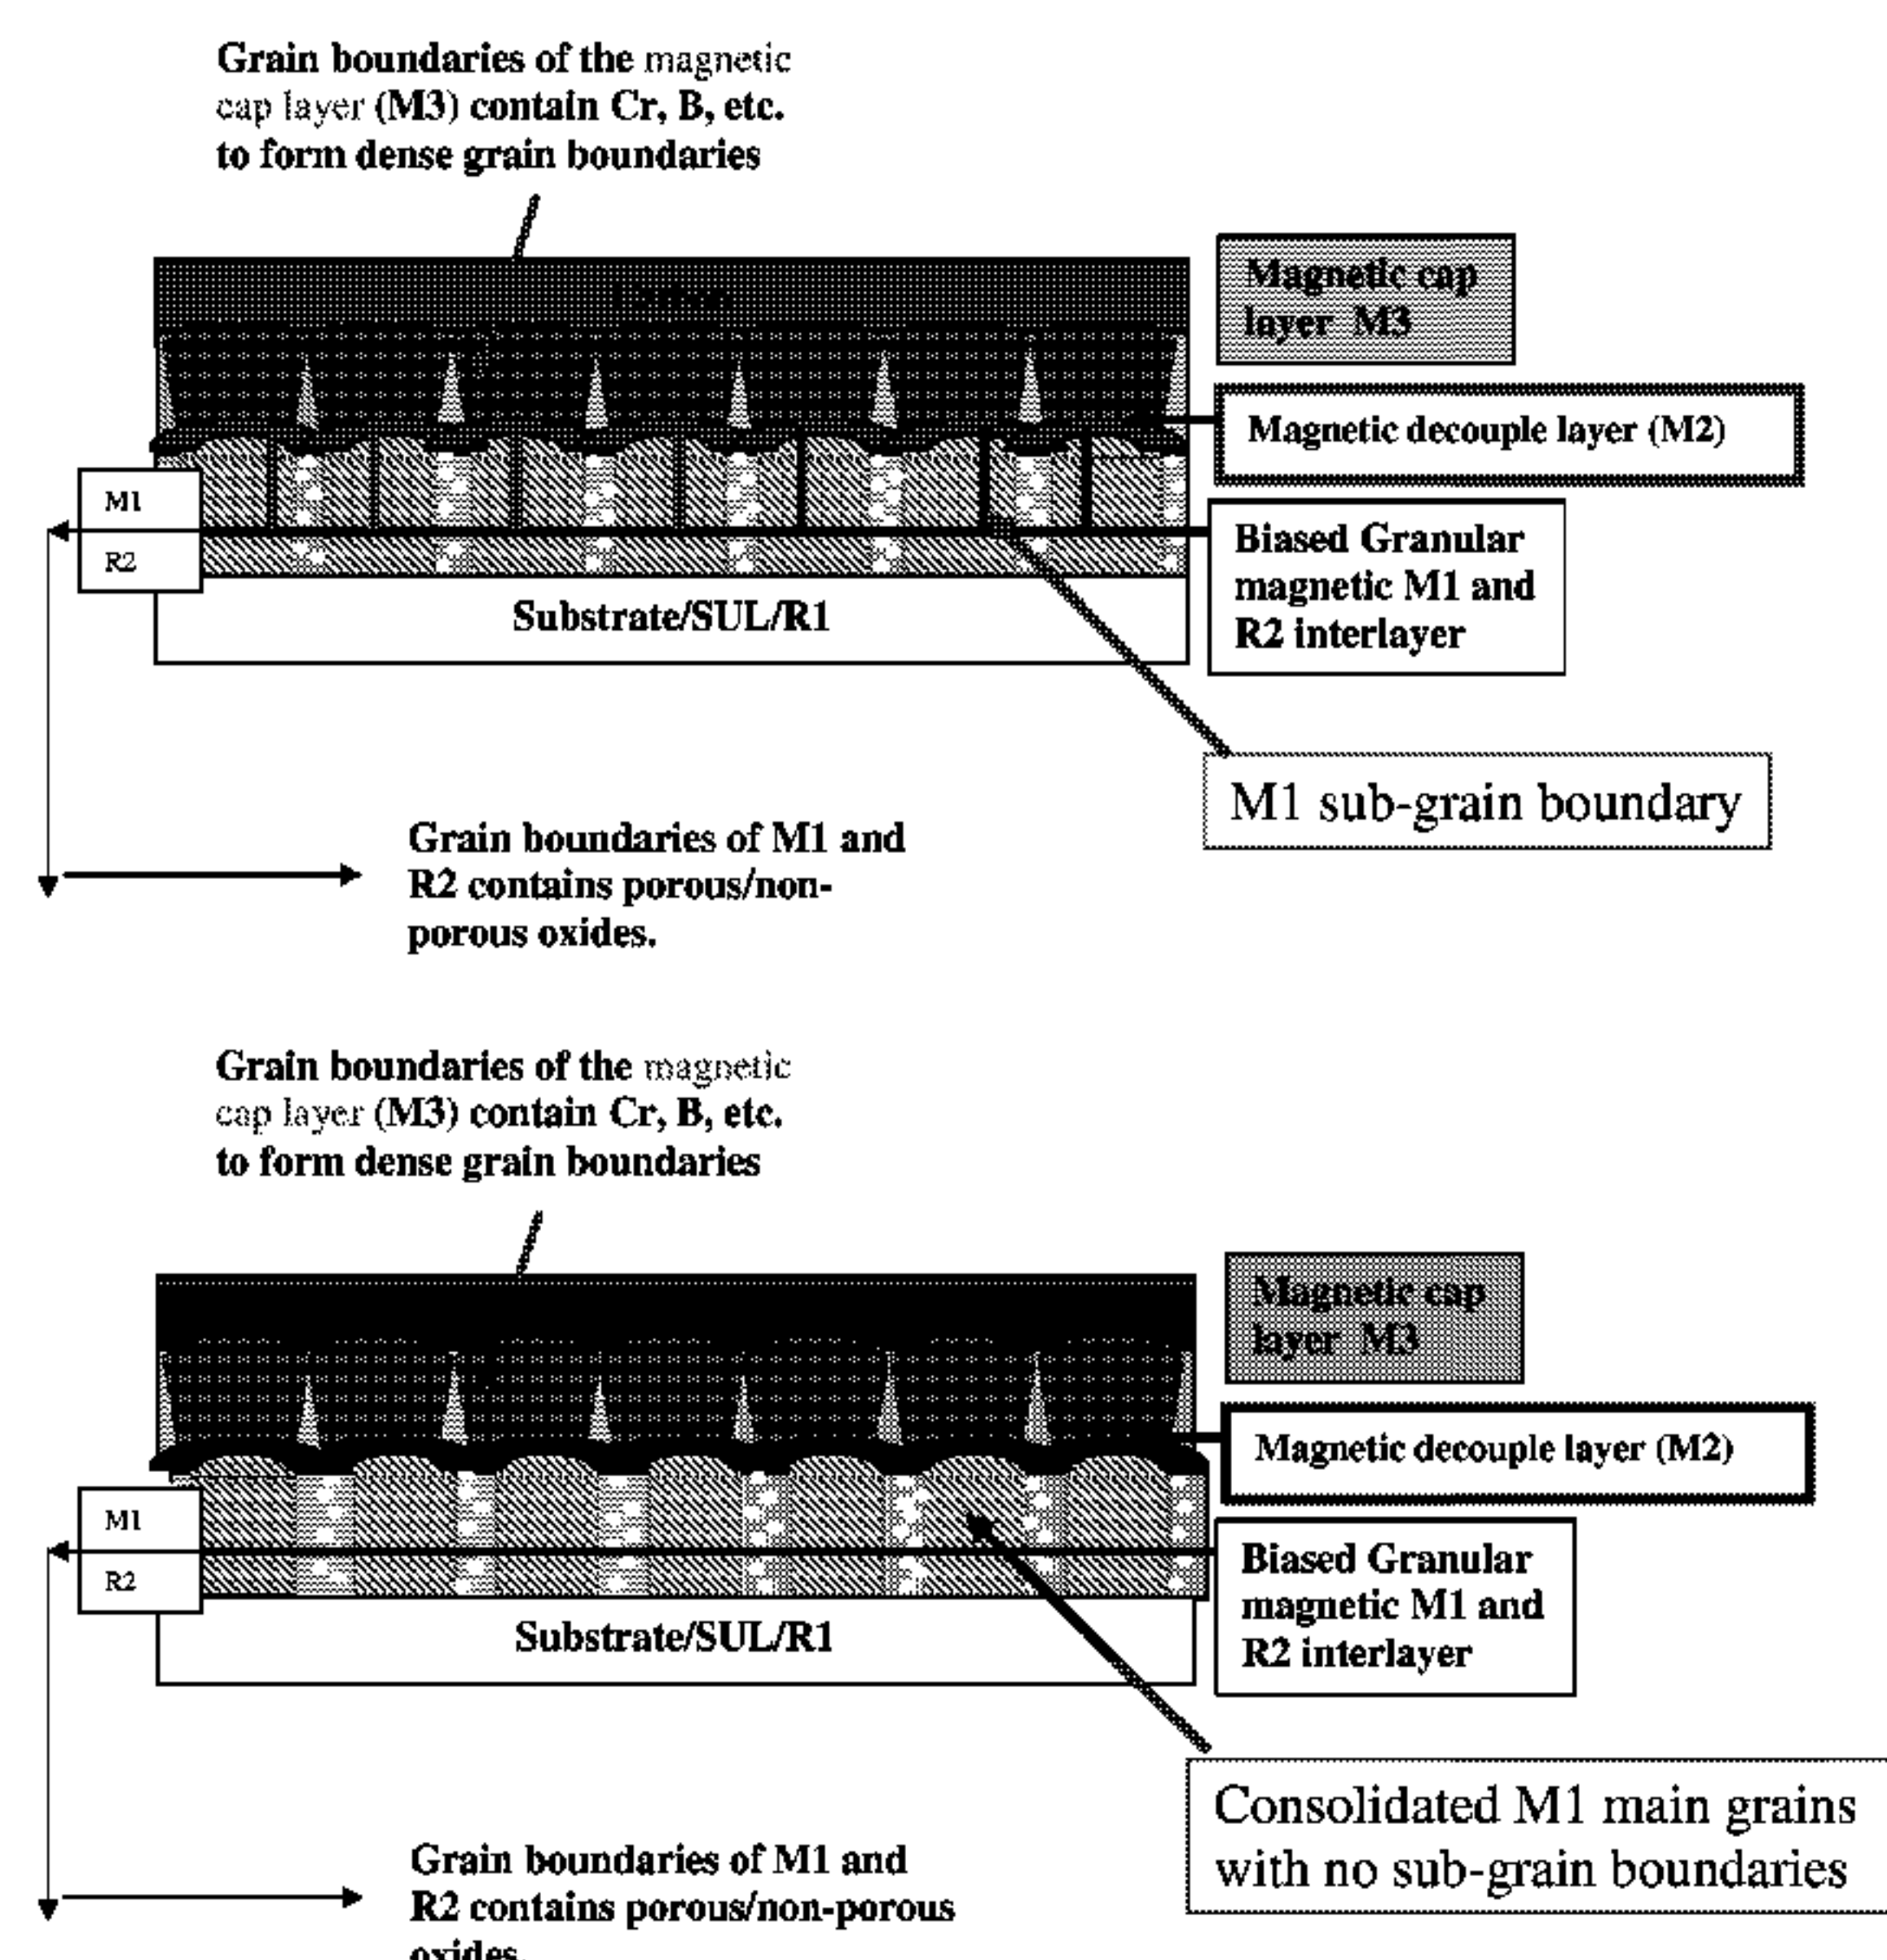 Grain boundaries of the magnetic
cap layer (M3) contain Cr, B, etc.
to form dense grain boundaries
Magnetic cap
layer M3
Magnetic decouple layer (M2)
M1
R2
Biased Granular
magnetic M1 and
R2 interlayer
Substrate/SUL/R1
M1 sub-grain boundary
Grain boundaries of M1 and
R2 contains porous/non-
porous oxides.
Grain boundaries of the magnetic
cap layer (M3) contain Cr, B, etc.
to form dense grain boundaries
Magnetic cap
layer M3
Magnetic decouple layer (M2)
M1
R2
Biased Granular
magnetic M1 and
R2 interlayer
Substrate/SUL/R1
Consolidated M1 main grains
with no sub-grain boundaries
Grain boundaries of M1 and
R2 contains porous/non-porous
oxides.